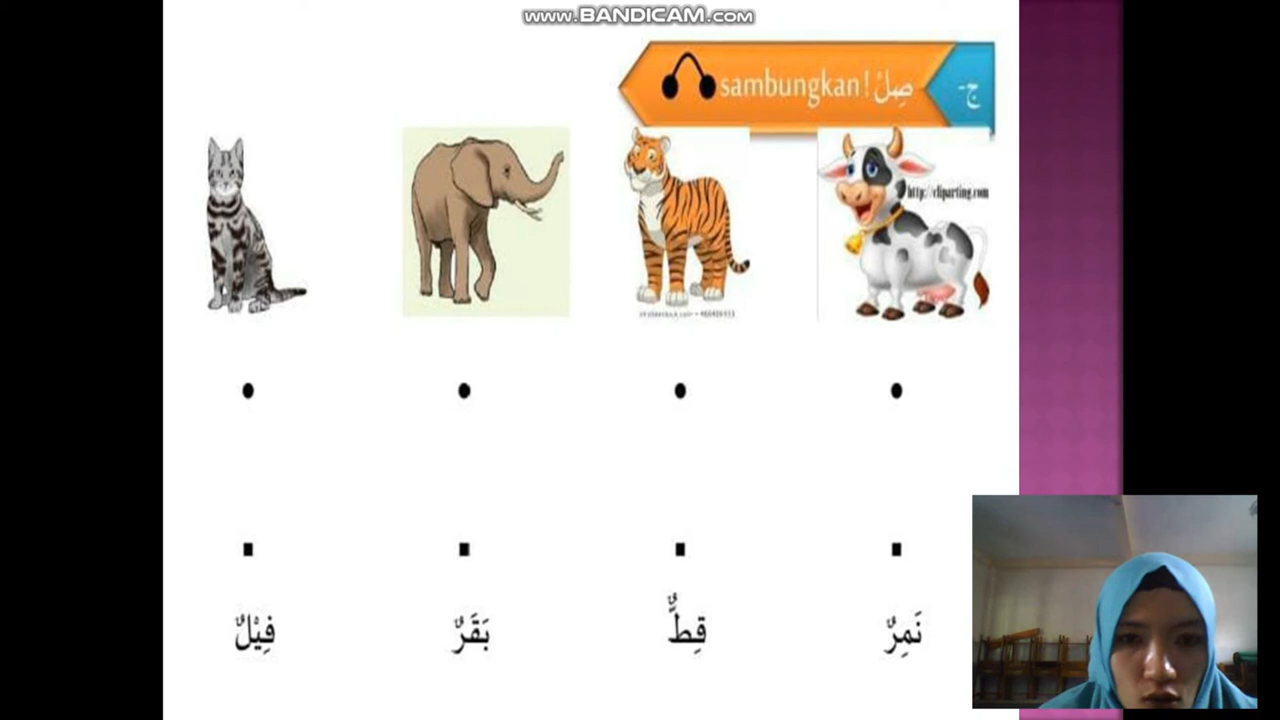 www.BANDICAM.com
ج- صِلْ ! sambungkan
http://cliparting.com
نَمِرٌ
قِطٌّ
بَقَرٌ
فِيْلٌ